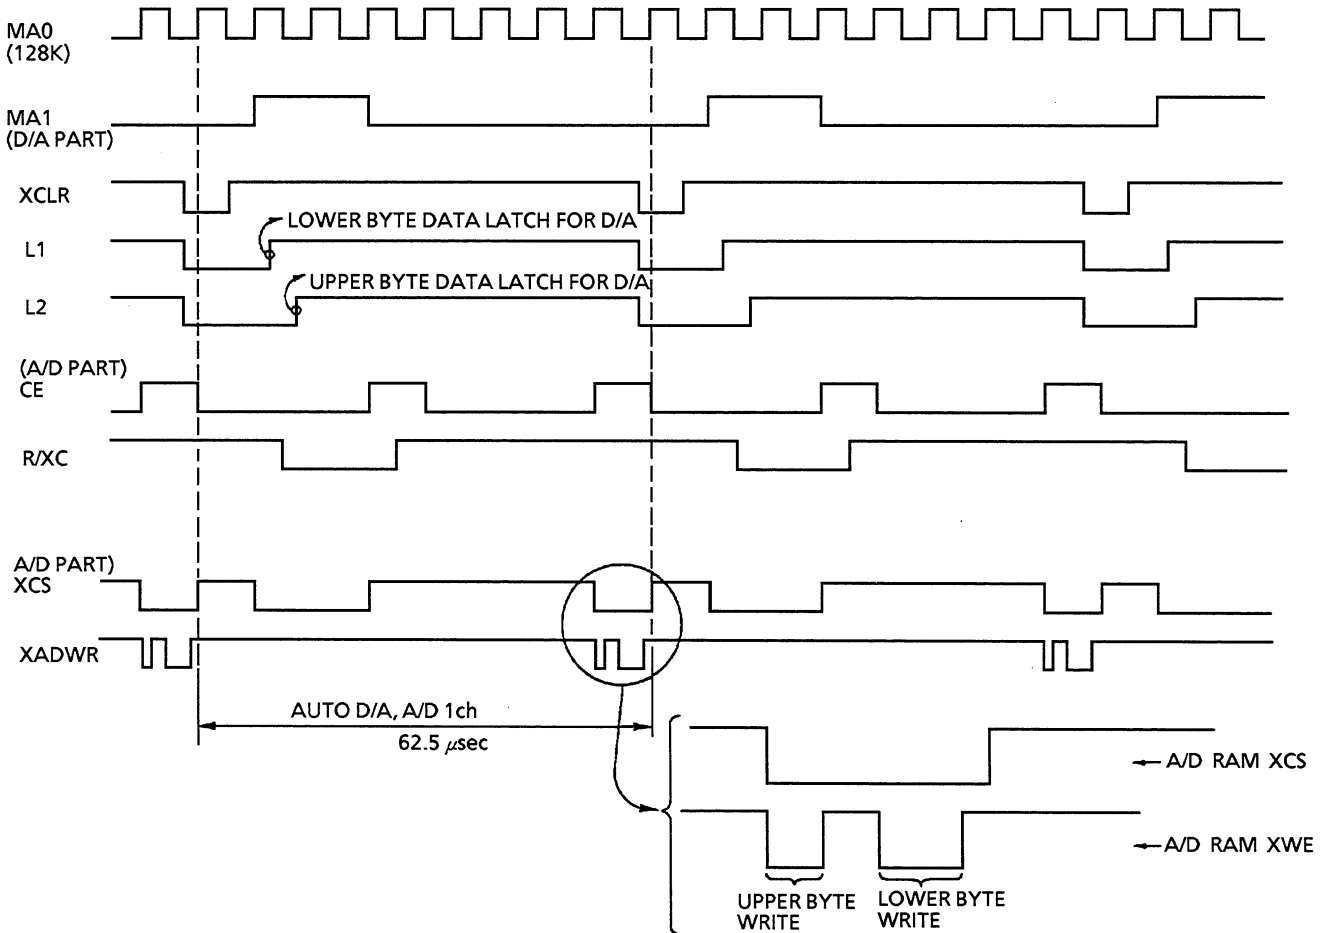 MA0
(128K)
MA1
(D/A PART)
XCLR
LOWER BYTE DATA LATCH FOR D/A
L1
UPPER BYTE DATA LATCH FOR D/A
L2
(A/D PART)
CE
R/XC
A/D PART)
XCS
XADWR
AUTO D/A, A/D 1ch
62.5 μsec
A/D RAM XCS
A/D RAM XWE
UPPER BYTE
WRITE
LOWER BYTE
WRITE